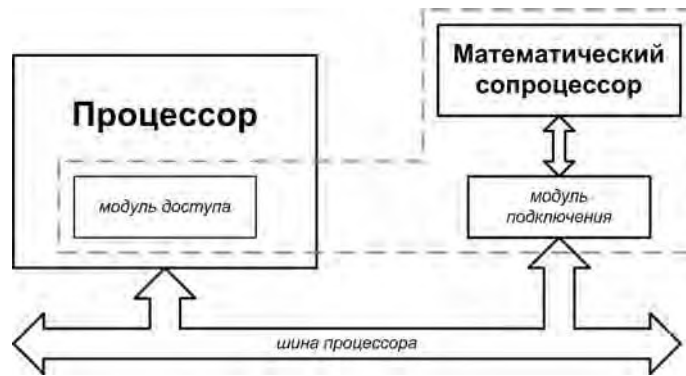 Математический
сопроцессор
Процессор
модуль доступа
модуль
подключения
шина процессора